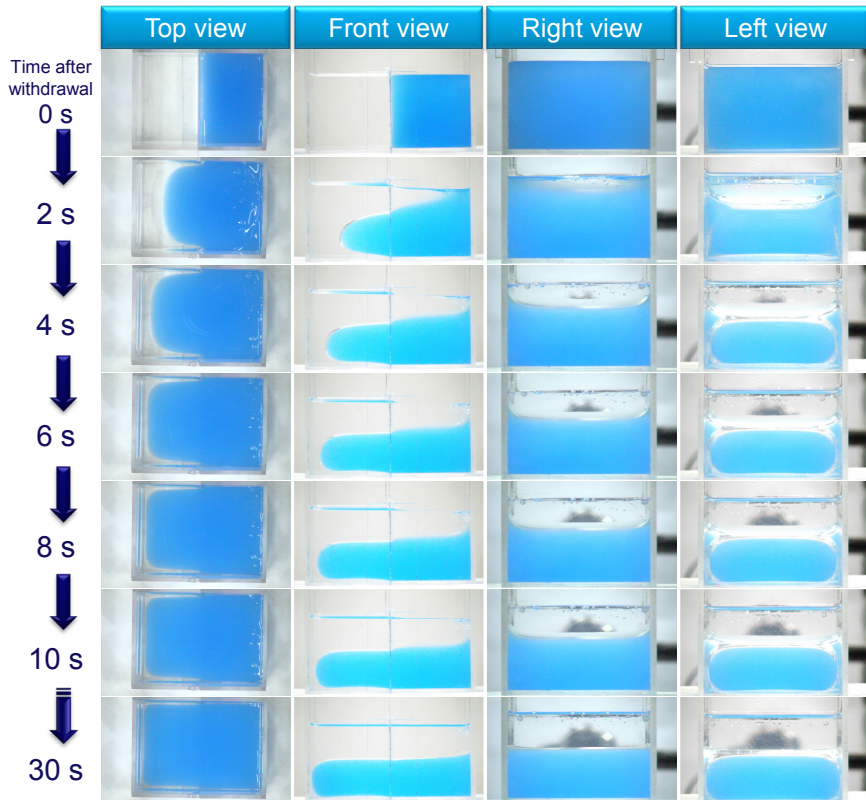 Top view
Front view
Right view
Left view
Time after
withdrawal
0 s
2 s
4 s
6 s
8 s
10 s
30 s